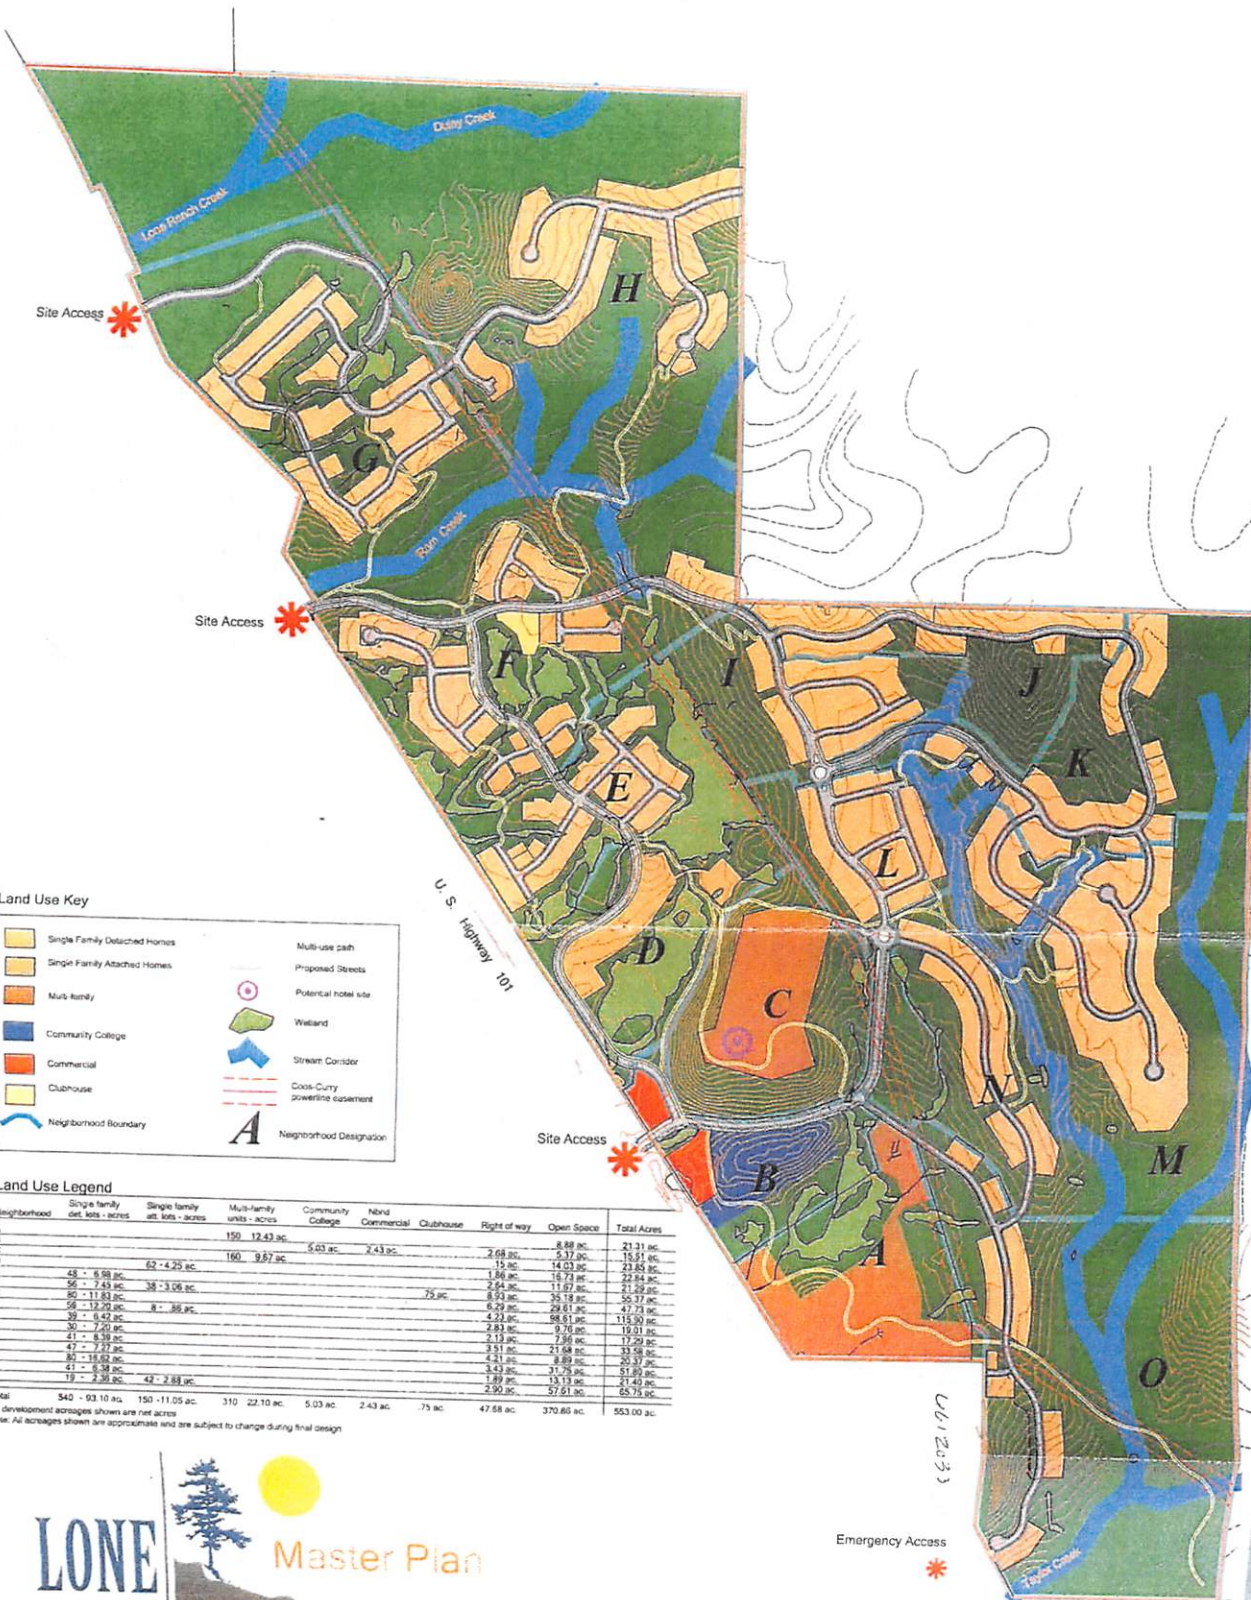 Dulny Creek
Lone Ranch Creek
H
Site Access
G
Ram Creek
Site Access
F
I
J
K
E
L
U. S. Highway 101
D
C
N
Site Access
B
M
A
O
Emergency Access
Taylor Creek
Land Use Key
Single Family Detached Homes
Single Family Attached Homes
Multi-family
Community College
Commercial
Clubhouse
Neighborhood Boundary
Multi-use path
Proposed Streets
Potential hotel site
Wetland
Stream Corridor
Coos-Curry
powerline easement
A Neighborhood Designation
Land Use Legend
Neighborhood Single family det. lots - acres Single family att. lots - acres Multi-family units - acres Community College Nbhd Commercial Clubhouse Right of way Open Space Total Acres
150 12.43 ac. 8.88 ac. 21.31 ac.
5.03 ac. 2.43 ac. 2.68 ac. 5.37 ac. 15.51 ac.
160 9.67 ac. .15 ac. 14.03 ac. 23.85 ac.
62 - 4.25 ac. 1.86 ac. 16.73 ac. 22.84 ac.
48 - 6.98 ac. 2.64 ac. 11.67 ac. 21.29 ac.
56 - 7.45 ac. 38 - 3.06 ac. .75 ac. 8.93 ac. 35.18 ac. 55.37 ac.
80 - 11.83 ac. 6.29 ac. 29.61 ac. 47.73 ac.
58 - 12.20 ac. 8 - .86 ac. 4.23 ac. 98.61 ac. 115.90 ac.
39 - 6.42 ac. 2.83 ac. 9.76 ac. 19.01 ac.
30 - 7.20 ac. 2.13 ac. 7.96 ac. 17.29 ac.
41 - 8.39 ac. 3.51 ac. 21.68 ac. 33.58 ac.
47 - 7.27 ac. 4.21 ac. 8.89 ac. 20.37 ac.
80 - 16.62 ac. 3.43 ac. 31.75 ac. 51.80 ac.
41 - 6.38 ac. 1.89 ac. 13.13 ac. 21.40 ac.
19 - 2.36 ac. 42 - 2.88 ac. 2.90 ac. 57.61 ac. 65.75 ac.
540 - 93.10 ac. 150 - 11.05 ac. 310 22.10 ac. 5.03 ac. 2.43 ac. .75 ac. 47.68 ac. 370.86 ac. 553.00 ac.
development acreages shown are net acres
All acreages shown are approximate and are subject to change during final design
LONE
Master Plan